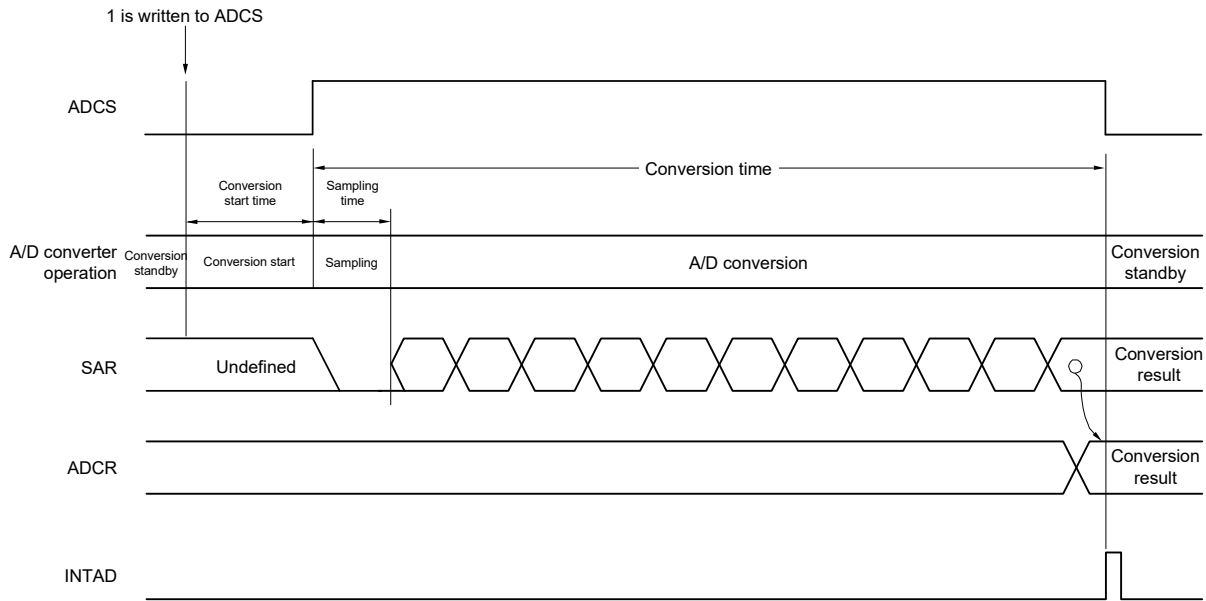 1 is written to ADCS
ADCS
Conversion time
Conversion
start time
Sampling
time
A/D converter
operation
Conversion
standby
Conversion start
Sampling
A/D conversion
Conversion
standby
SAR
Undefined
Conversion
result
ADCR
Conversion
result
INTAD